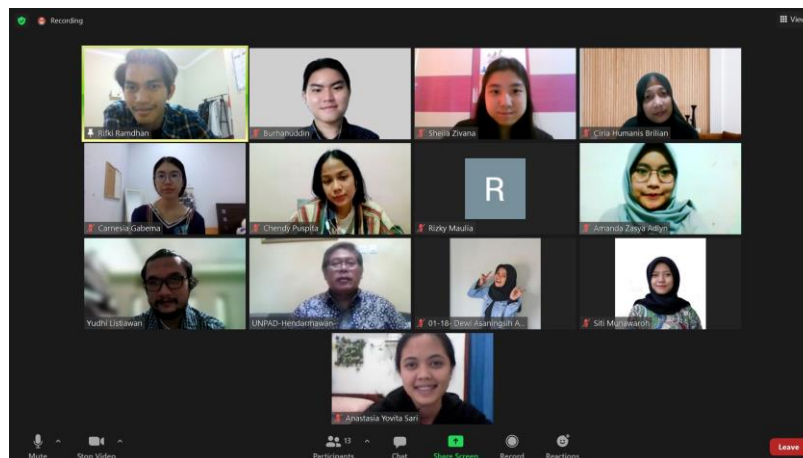 Recording
View
Rifki Ramdhan
Burhanuddin
Sheila Zivana
Ciria Humanis Brilian
Carnesia Gabema
Chendy Puspita
R
Rizky Maulia
Amanda Zasya Adlyn
Yudhi Listiawan
UNPAD-Hendarmawan-
01-18- Dewi Asaningsih A...
Siti Munawaroh
Anastasia Yovita Sari
13
Mute
Stop Video
Participants
Chat
Share Screen
Record
Reactions
Leave